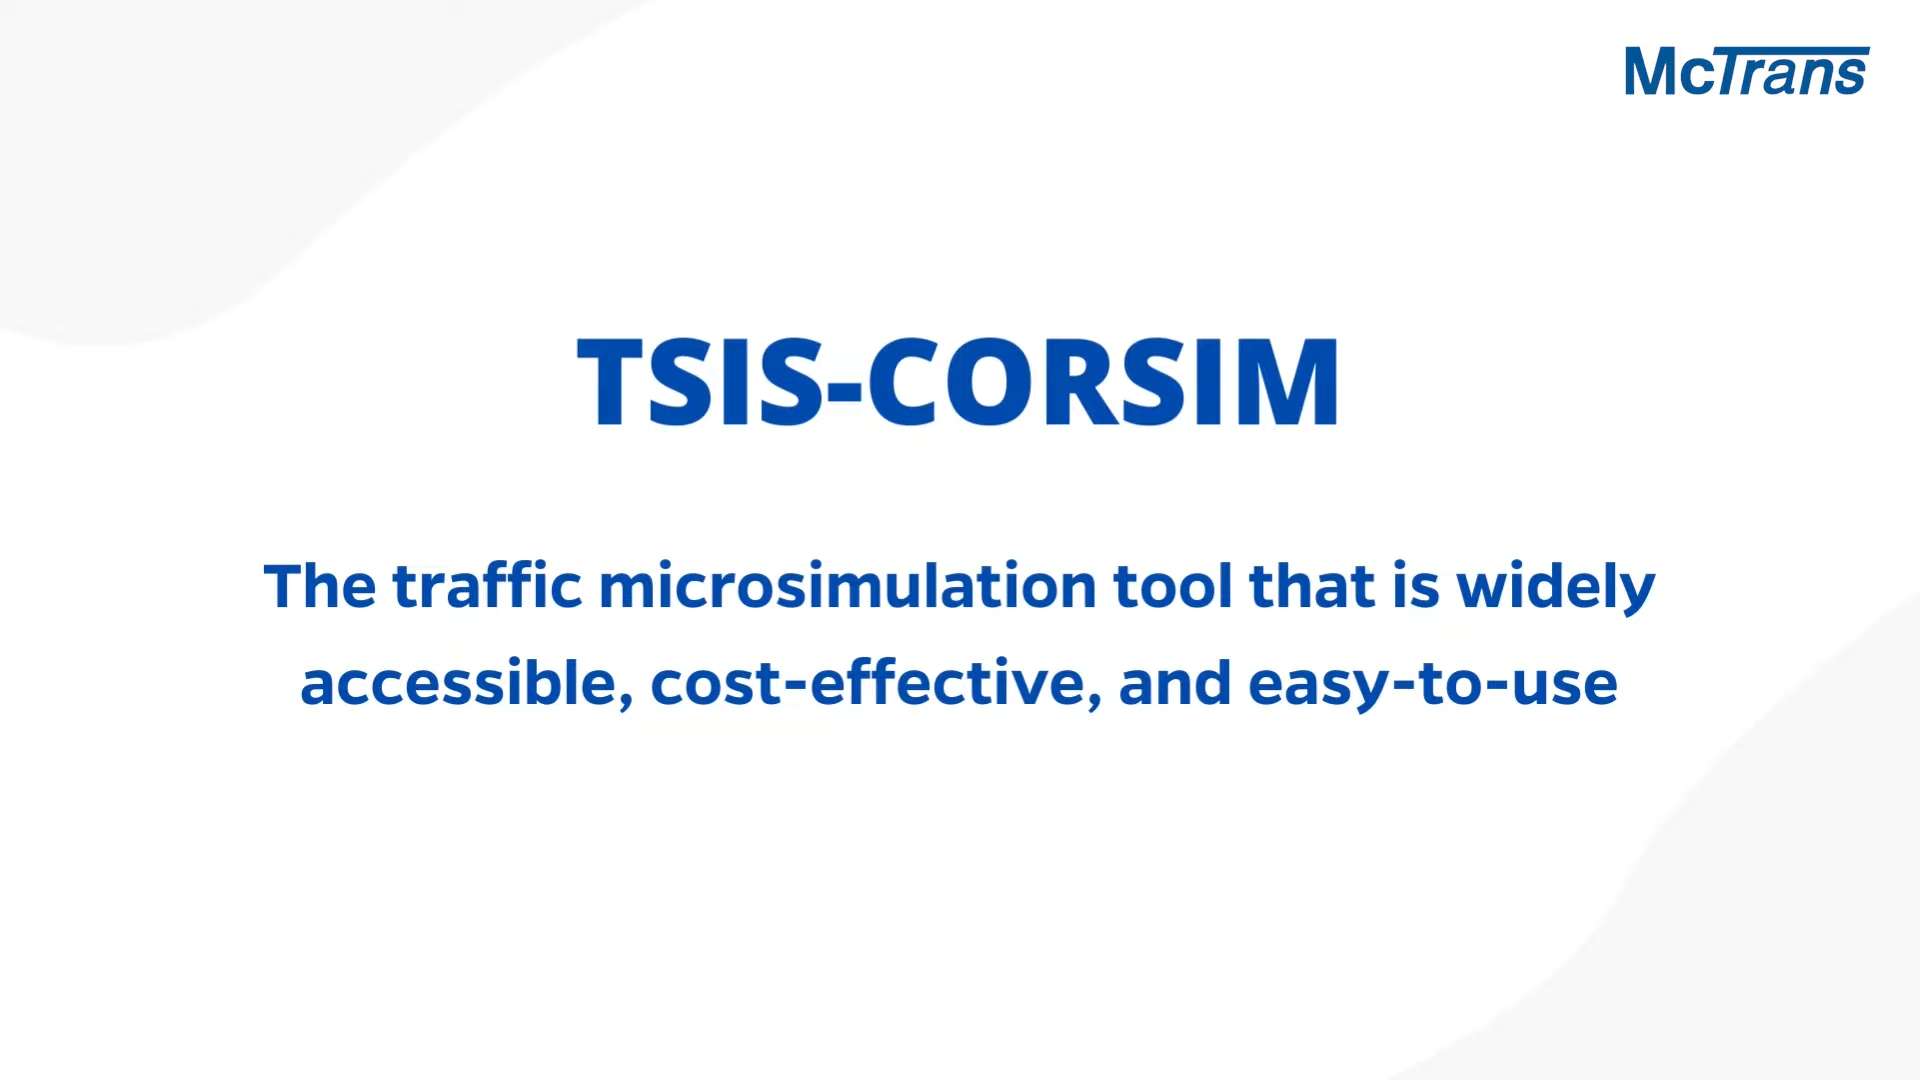 McTrans
TSIS-CORSIM
The traffic microsimulation tool that is widely
accessible, cost-effective, and easy-to-use